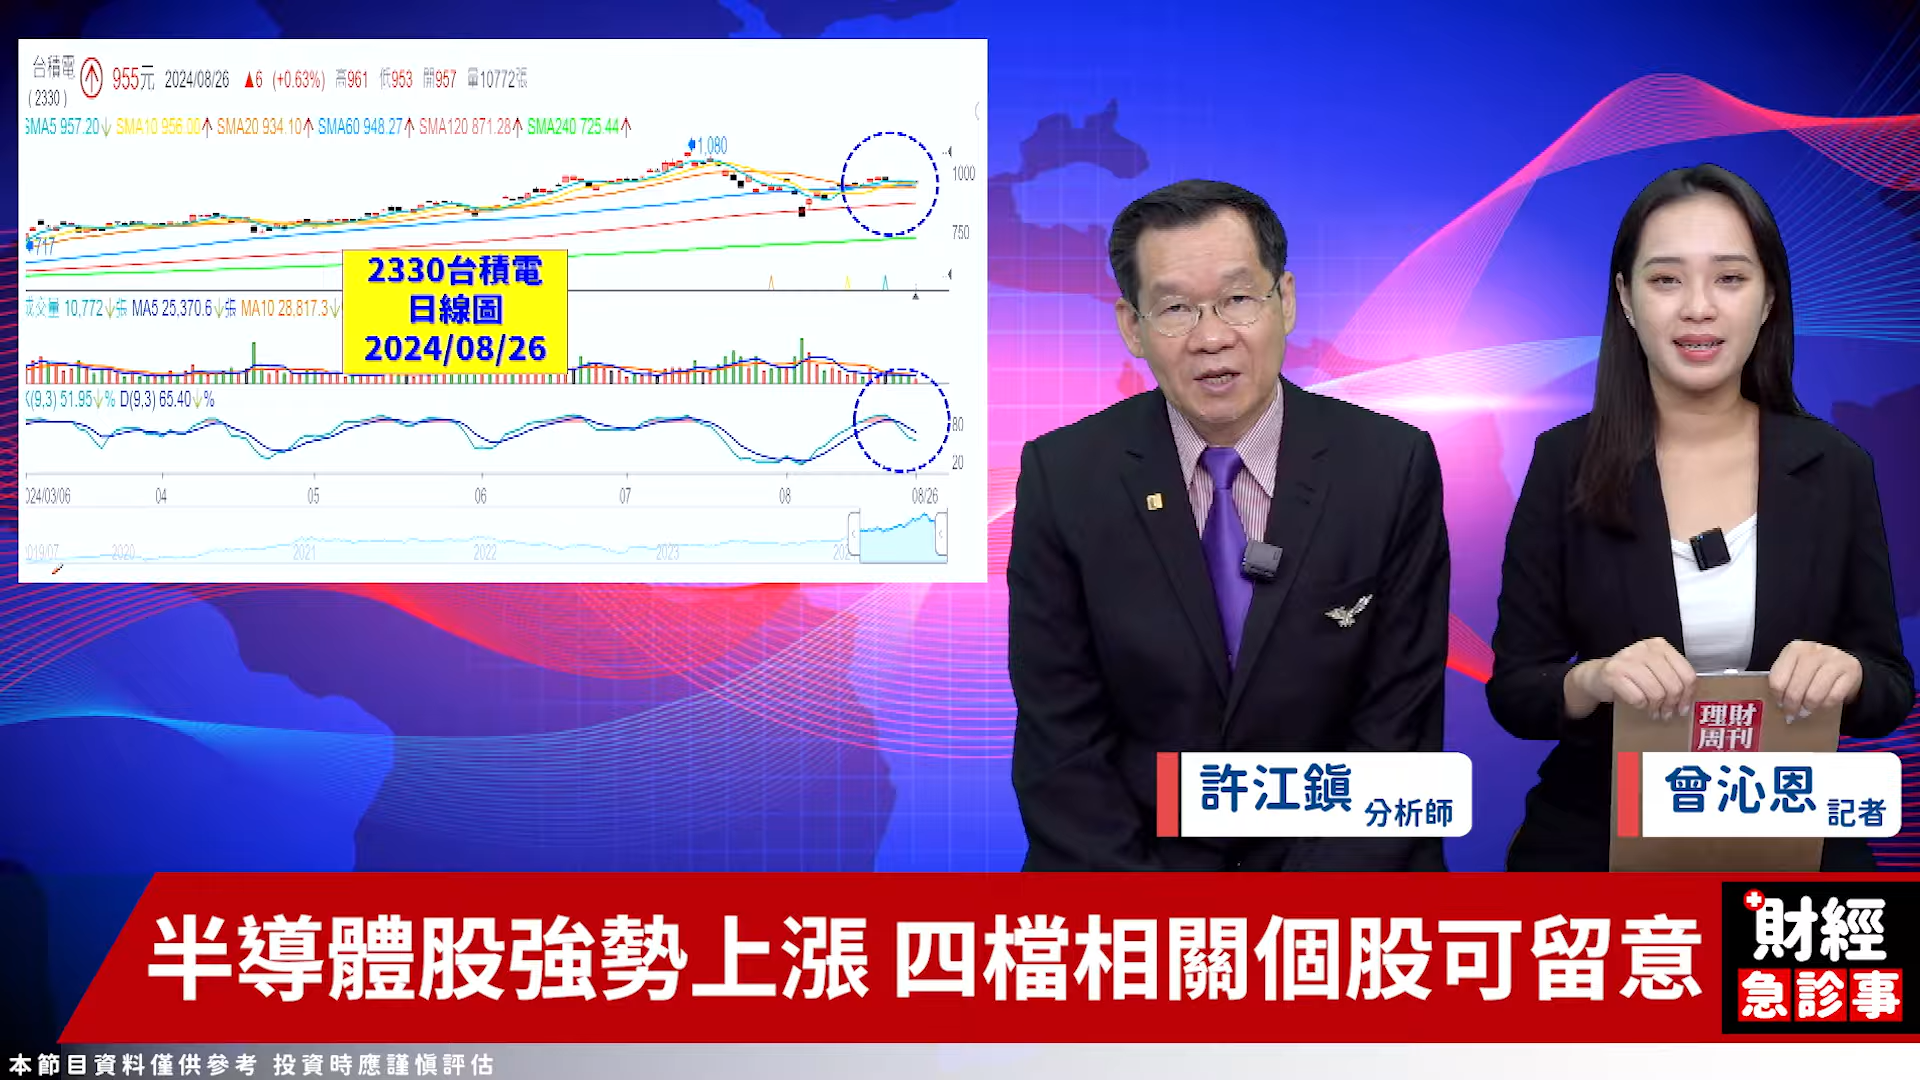 台積電
(2330)
955元 2024/08/26 ▲6 (+0.63%) 高961 低953 開957 量10772張
SMA5 957.20↓ SMA10 956.00↑ SMA20 934.10↑ SMA60 948.27↑ SMA120 871.28↑ SMA240 725.44↑
1,080
1000
750
717
2330台積電
日線圖
2024/08/26
成交量 10,772↓張 MA5 25,370.6↓張 MA10 28,817.3↓
K(9,3) 51.95↓% D(9,3) 65.40↓%
80
20
024/03/06 04 05 06 07 08 08/26
2019/07 2020 2021 2022 2023 202
理財
周刊
許江鎭 分析師
曾沁恩 記者
半導體股強勢上漲 四檔相關個股可留意
財經
急診事
本節目資料僅供參考 投資時應謹慎評估